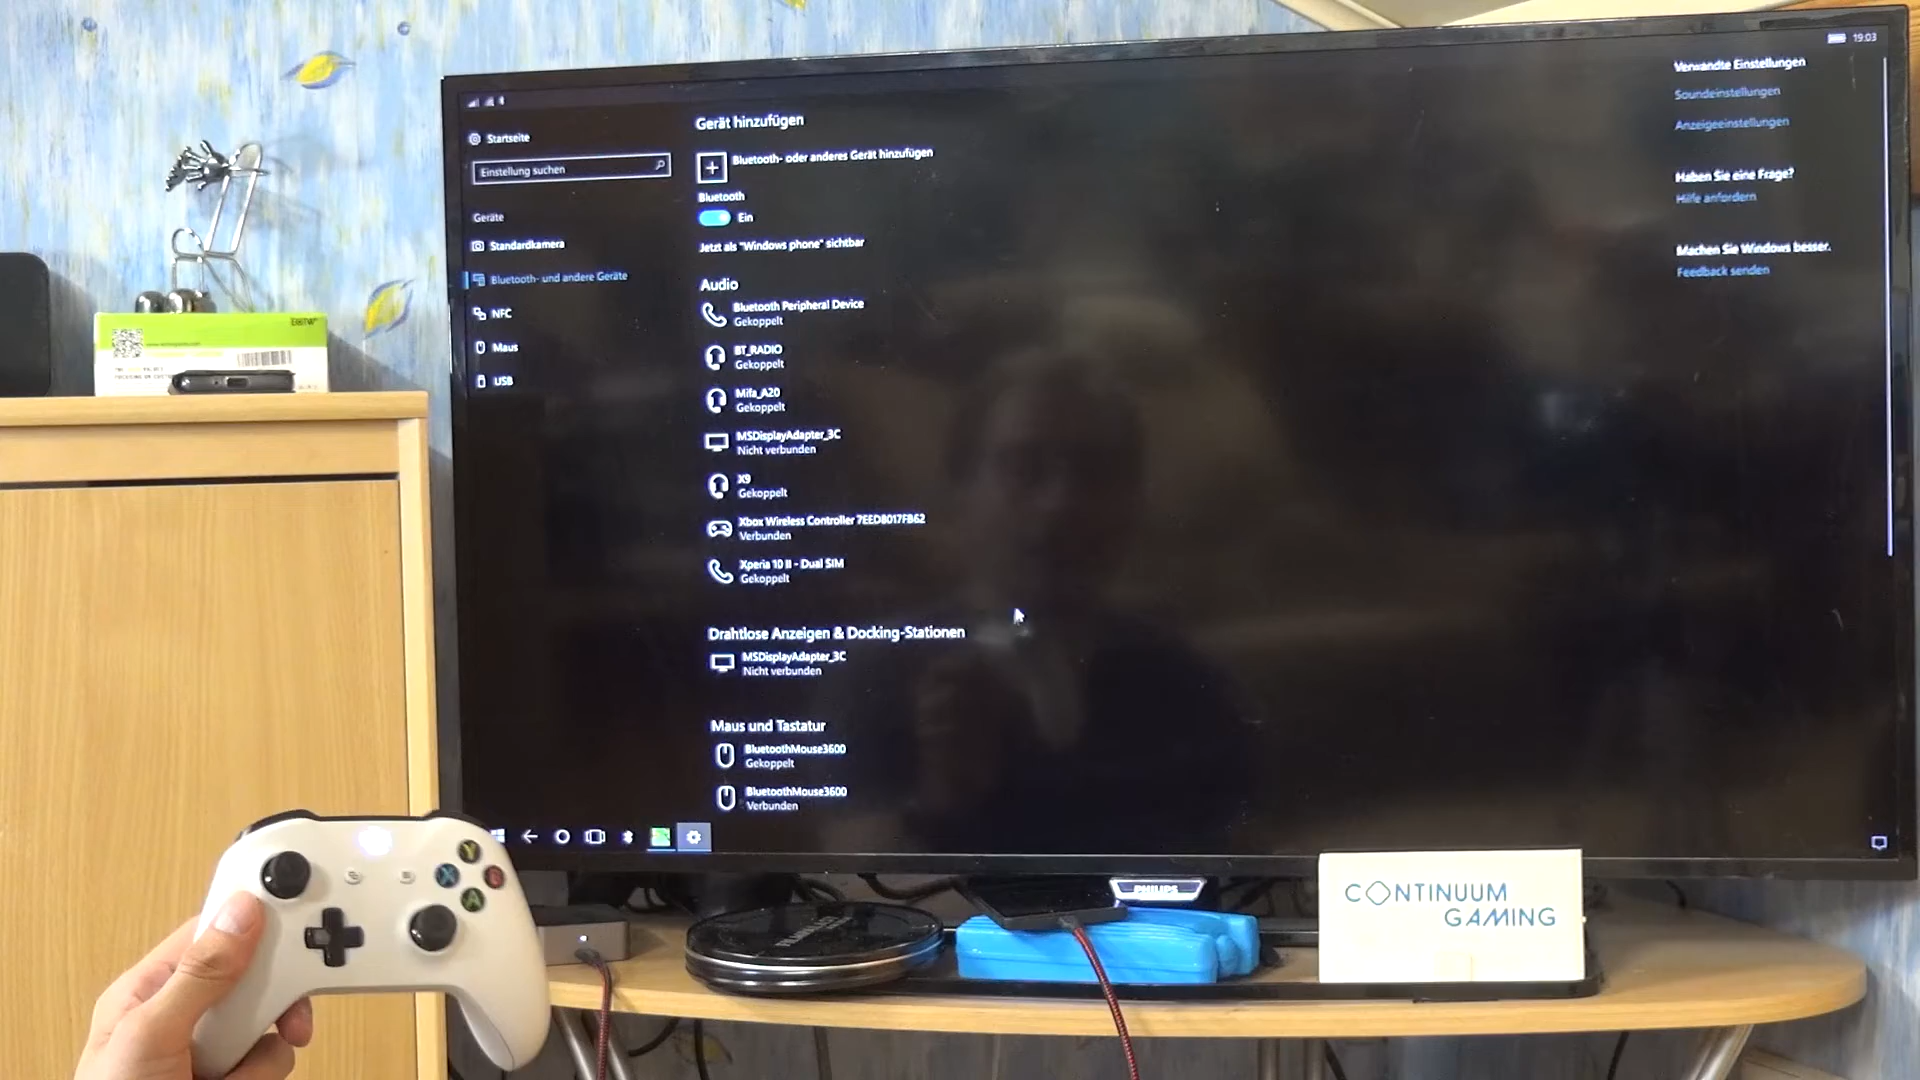 19:03
Startseite
Einstellung suchen
Geräte
Standardkamera
Bluetooth- und andere Geräte
NFC
Maus
USB
Gerät hinzufügen
Bluetooth- oder anderes Gerät hinzufügen
Bluetooth
Ein
Jetzt als "Windows phone" sichtbar
Audio
Bluetooth Peripheral Device
Gekoppelt
BT_RADIO
Gekoppelt
Mifa_A20
Gekoppelt
MSDisplayAdapter_3C
Nicht verbunden
X9
Gekoppelt
Xbox Wireless Controller 7EED8017FB62
Verbunden
Xperia 10 II - Dual SIM
Gekoppelt
Drahtlose Anzeigen & Docking-Stationen
MSDisplayAdapter_3C
Nicht verbunden
Maus und Tastatur
BluetoothMouse3600
Gekoppelt
BluetoothMouse3600
Verbunden
Verwandte Einstellungen
Soundeinstellungen
Anzeigeeinstellungen
Haben Sie eine Frage?
Hilfe anfordern
Machen Sie Windows besser.
Feedback senden
PHILIPS
CONTINUUM
GAMING
Y
X
B
A